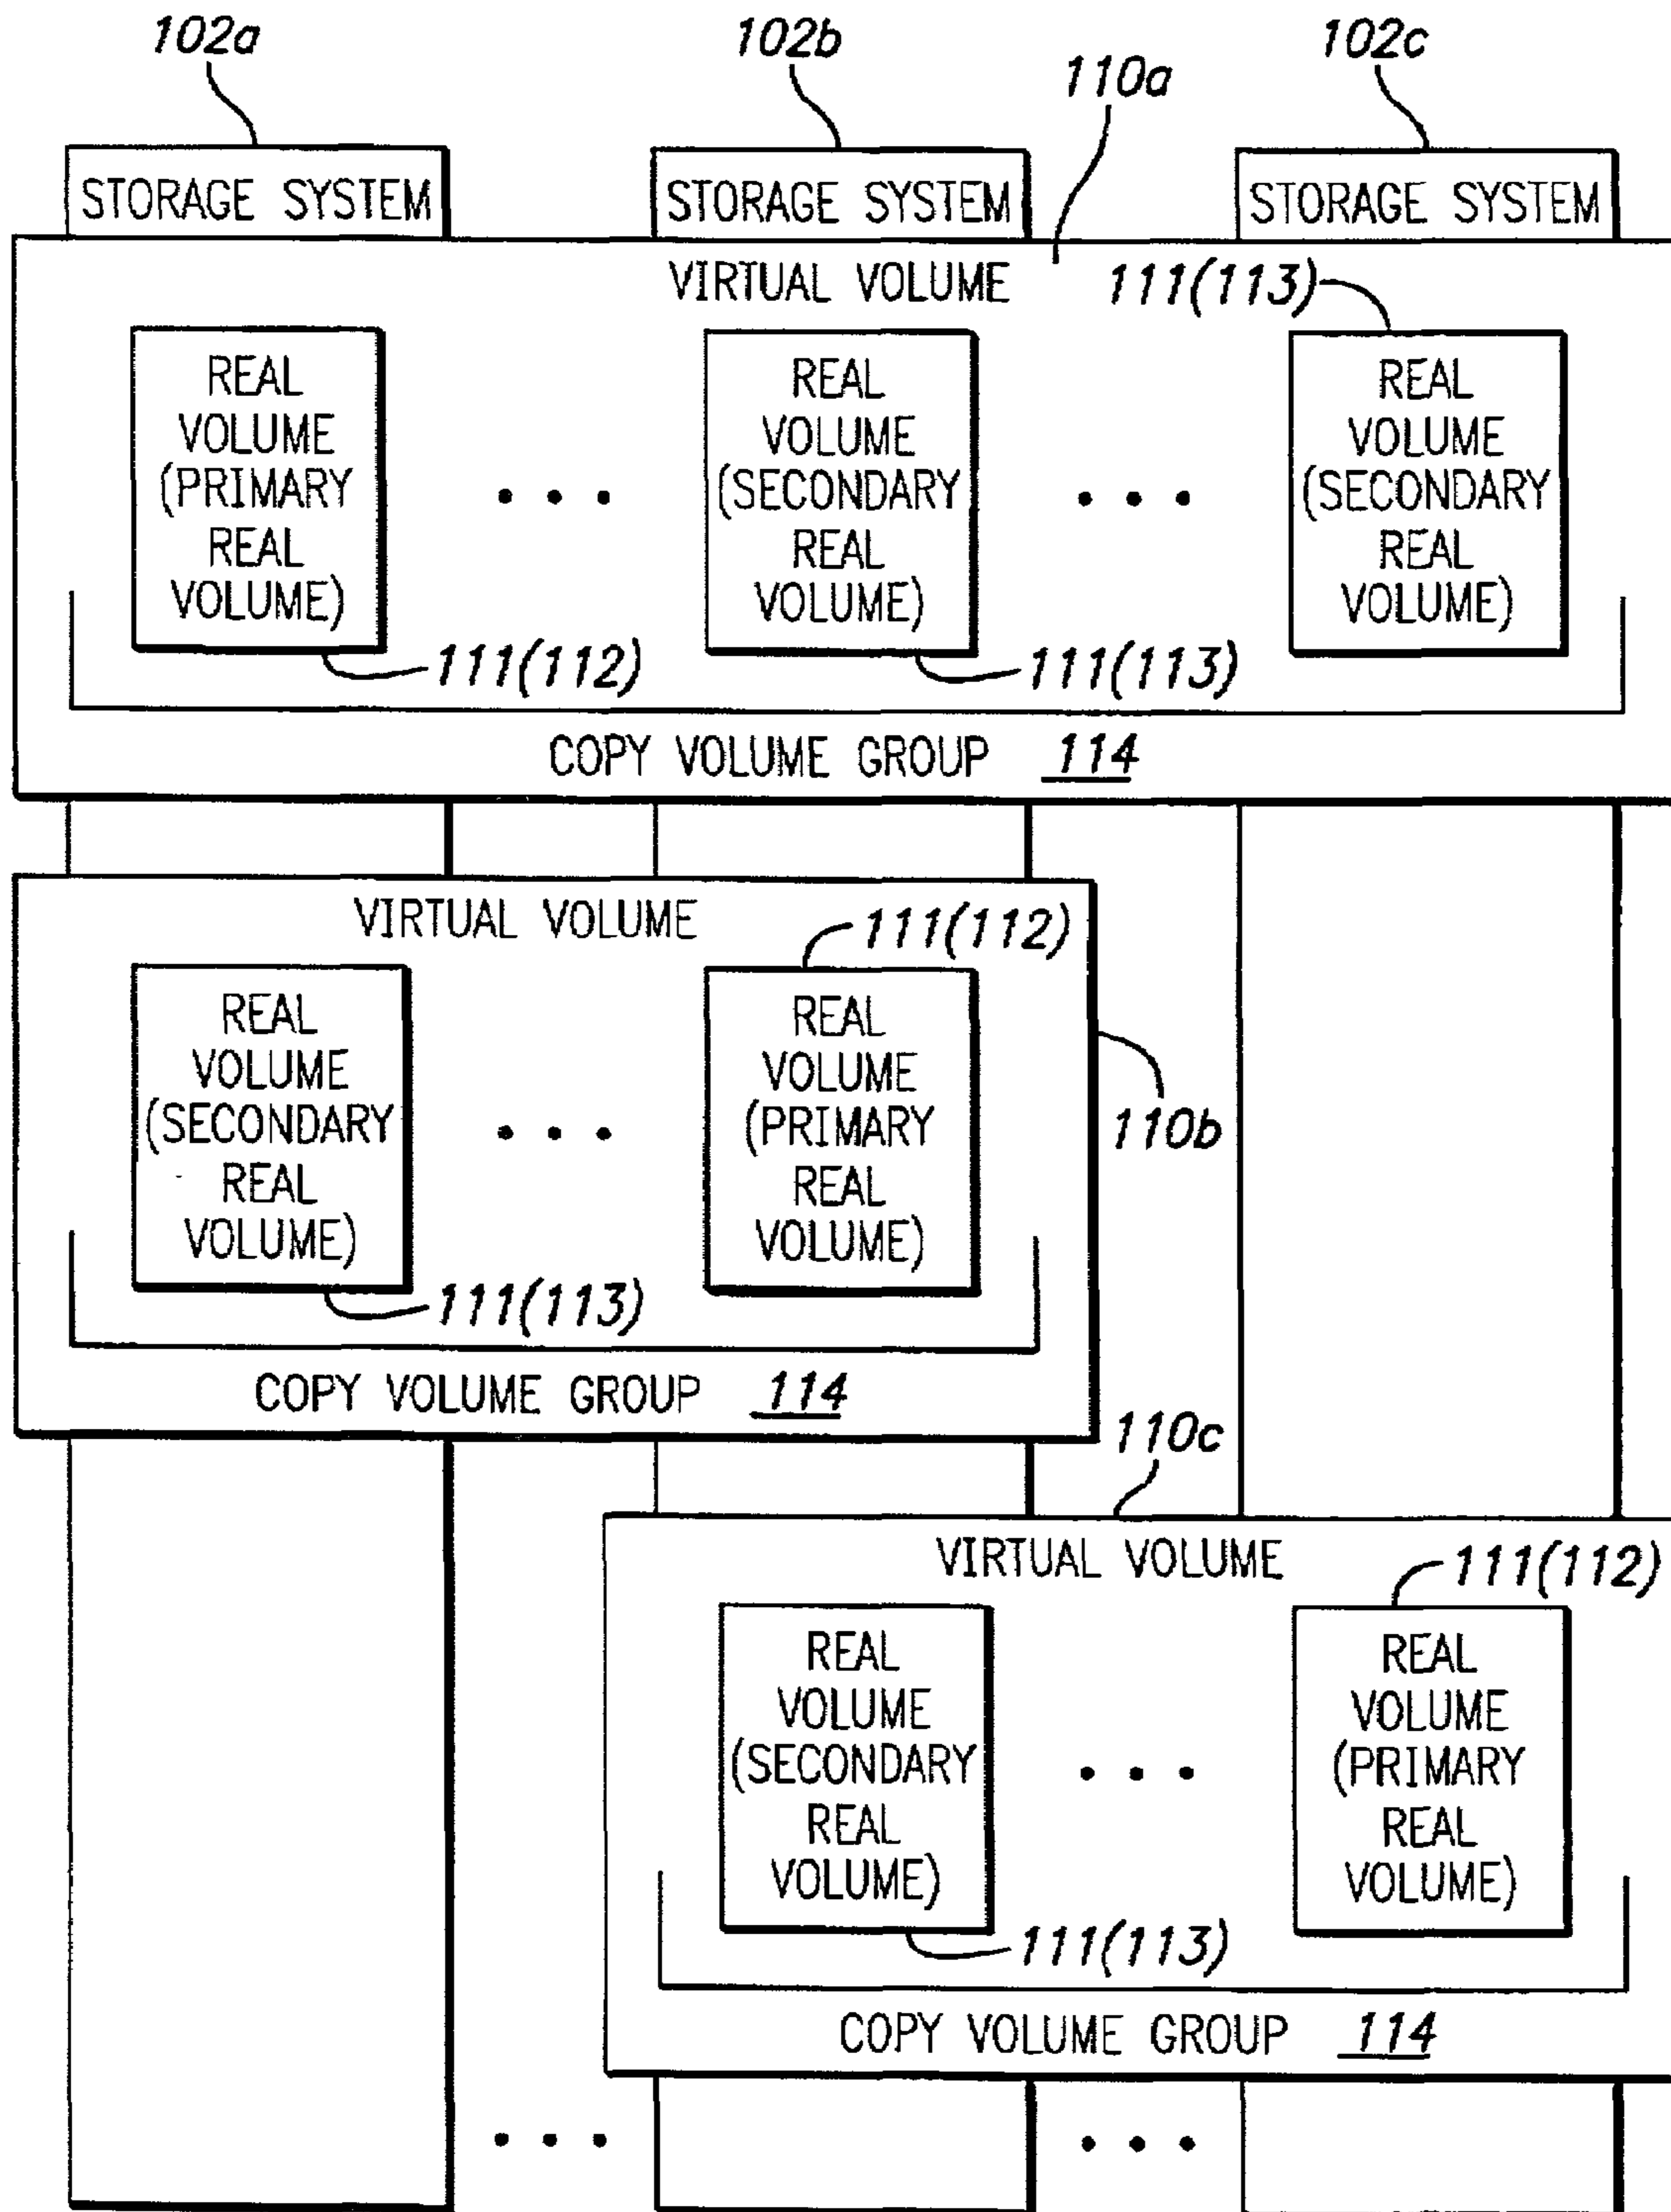 102a 102b 102c
110a
STORAGE SYSTEM STORAGE SYSTEM STORAGE SYSTEM
VIRTUAL VOLUME 111(113)
REAL VOLUME (PRIMARY REAL VOLUME)
REAL VOLUME (SECONDARY REAL VOLUME)
REAL VOLUME (SECONDARY REAL VOLUME)
111(112) 111(113)
COPY VOLUME GROUP 114
VIRTUAL VOLUME
111(112)
REAL VOLUME (SECONDARY REAL VOLUME)
REAL VOLUME (PRIMARY REAL VOLUME)
110b
111(113)
COPY VOLUME GROUP 114
110c
VIRTUAL VOLUME
111(112)
REAL VOLUME (SECONDARY REAL VOLUME)
REAL VOLUME (PRIMARY REAL VOLUME)
111(113)
COPY VOLUME GROUP 114